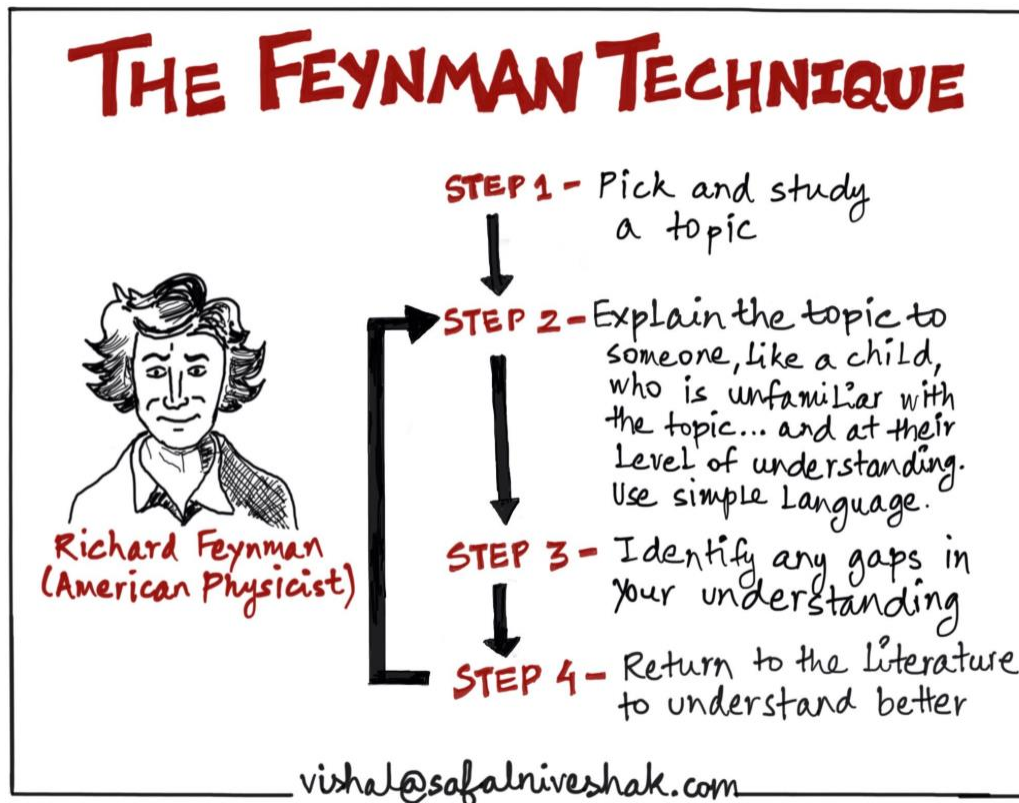 THE FEYNMAN TECHNIQUE
STEP 1 - Pick and study
a topic
STEP 2 - Explain the topic to
someone, like a child,
who is unfamiliar with
the topic... and at their
level of understanding.
Use simple language.
STEP 3 - Identify any gaps in
your understanding
STEP 4 - Return to the literature
to understand better
Richard Feynman
(American Physicist)
vishal@safalniveshak.com